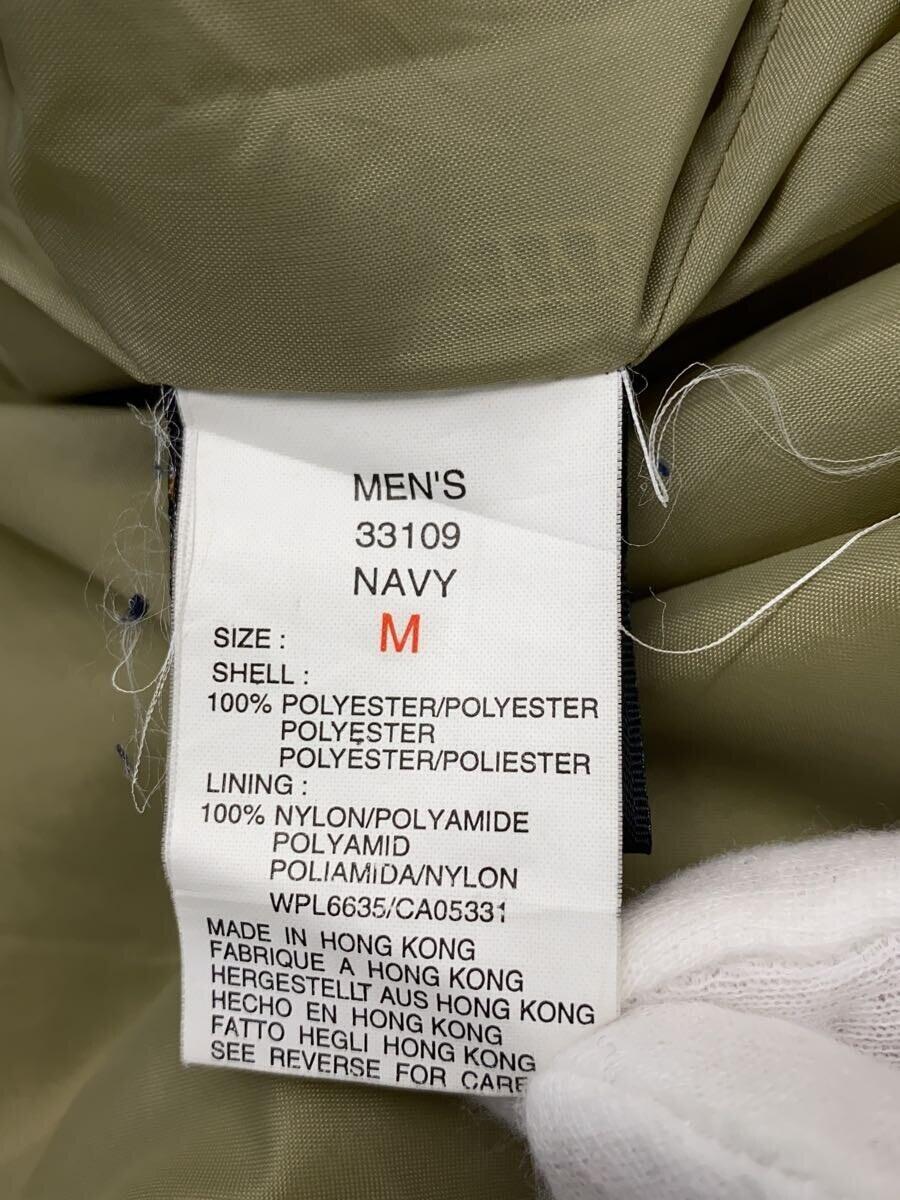 MEN'S
33109
NAVY
SIZE : M
SHELL :
100% POLYESTER/POLYESTER
POLYESTER
POLYESTER/POLIESTER
LINING :
100% NYLON/POLYAMIDE
POLYAMID
POLIAMIDA/NYLON
WPL6635/CA05331
MADE IN HONG KONG
FABRIQUE A HONG KONG
HERGESTELLT AUS HONG KONG
HECHO EN HONG KONG
FATTO HEGLI HONG KONG
SEE REVERSE FOR CARE